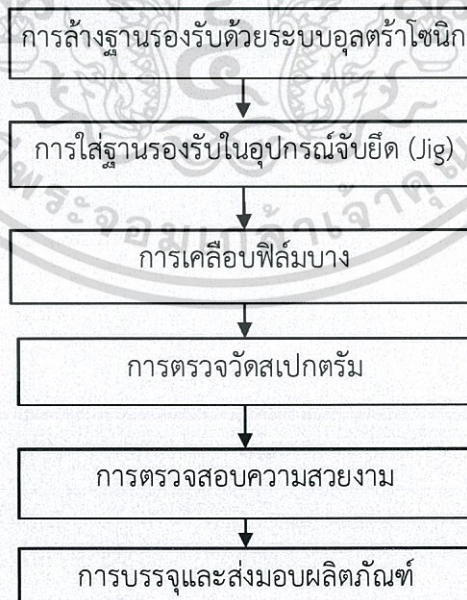 การล้างฐานรองรับด้วยระบบอุลตร้าโซนิก
การใส่ฐานรองรับในอุปกรณ์จับยึด (Jig)
การเคลือบฟิล์มบาง
การตรวจวัดสเปกตรัม
การตรวจสอบความสวยงาม
การบรรจุและส่งมอบผลิตภัณฑ์